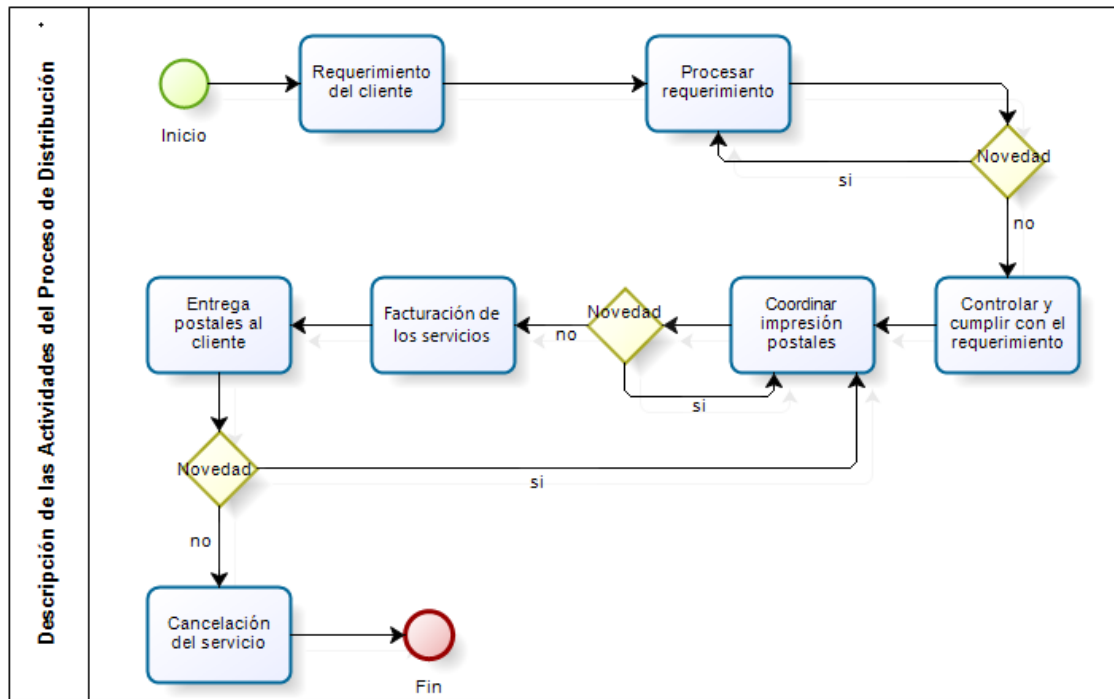 Descripción de las Actividades del Proceso de Distribución
Requerimiento
del cliente
Procesar
requerimiento
Inicio
Novedad
si
no
Entrega
postales al
cliente
Facturación de
los servicios
Novedad
no
si
Coordinar
impresión
postales
Controlar y
cumplir con el
requerimiento
Novedad
si
no
Cancelación
del servicio
Fin